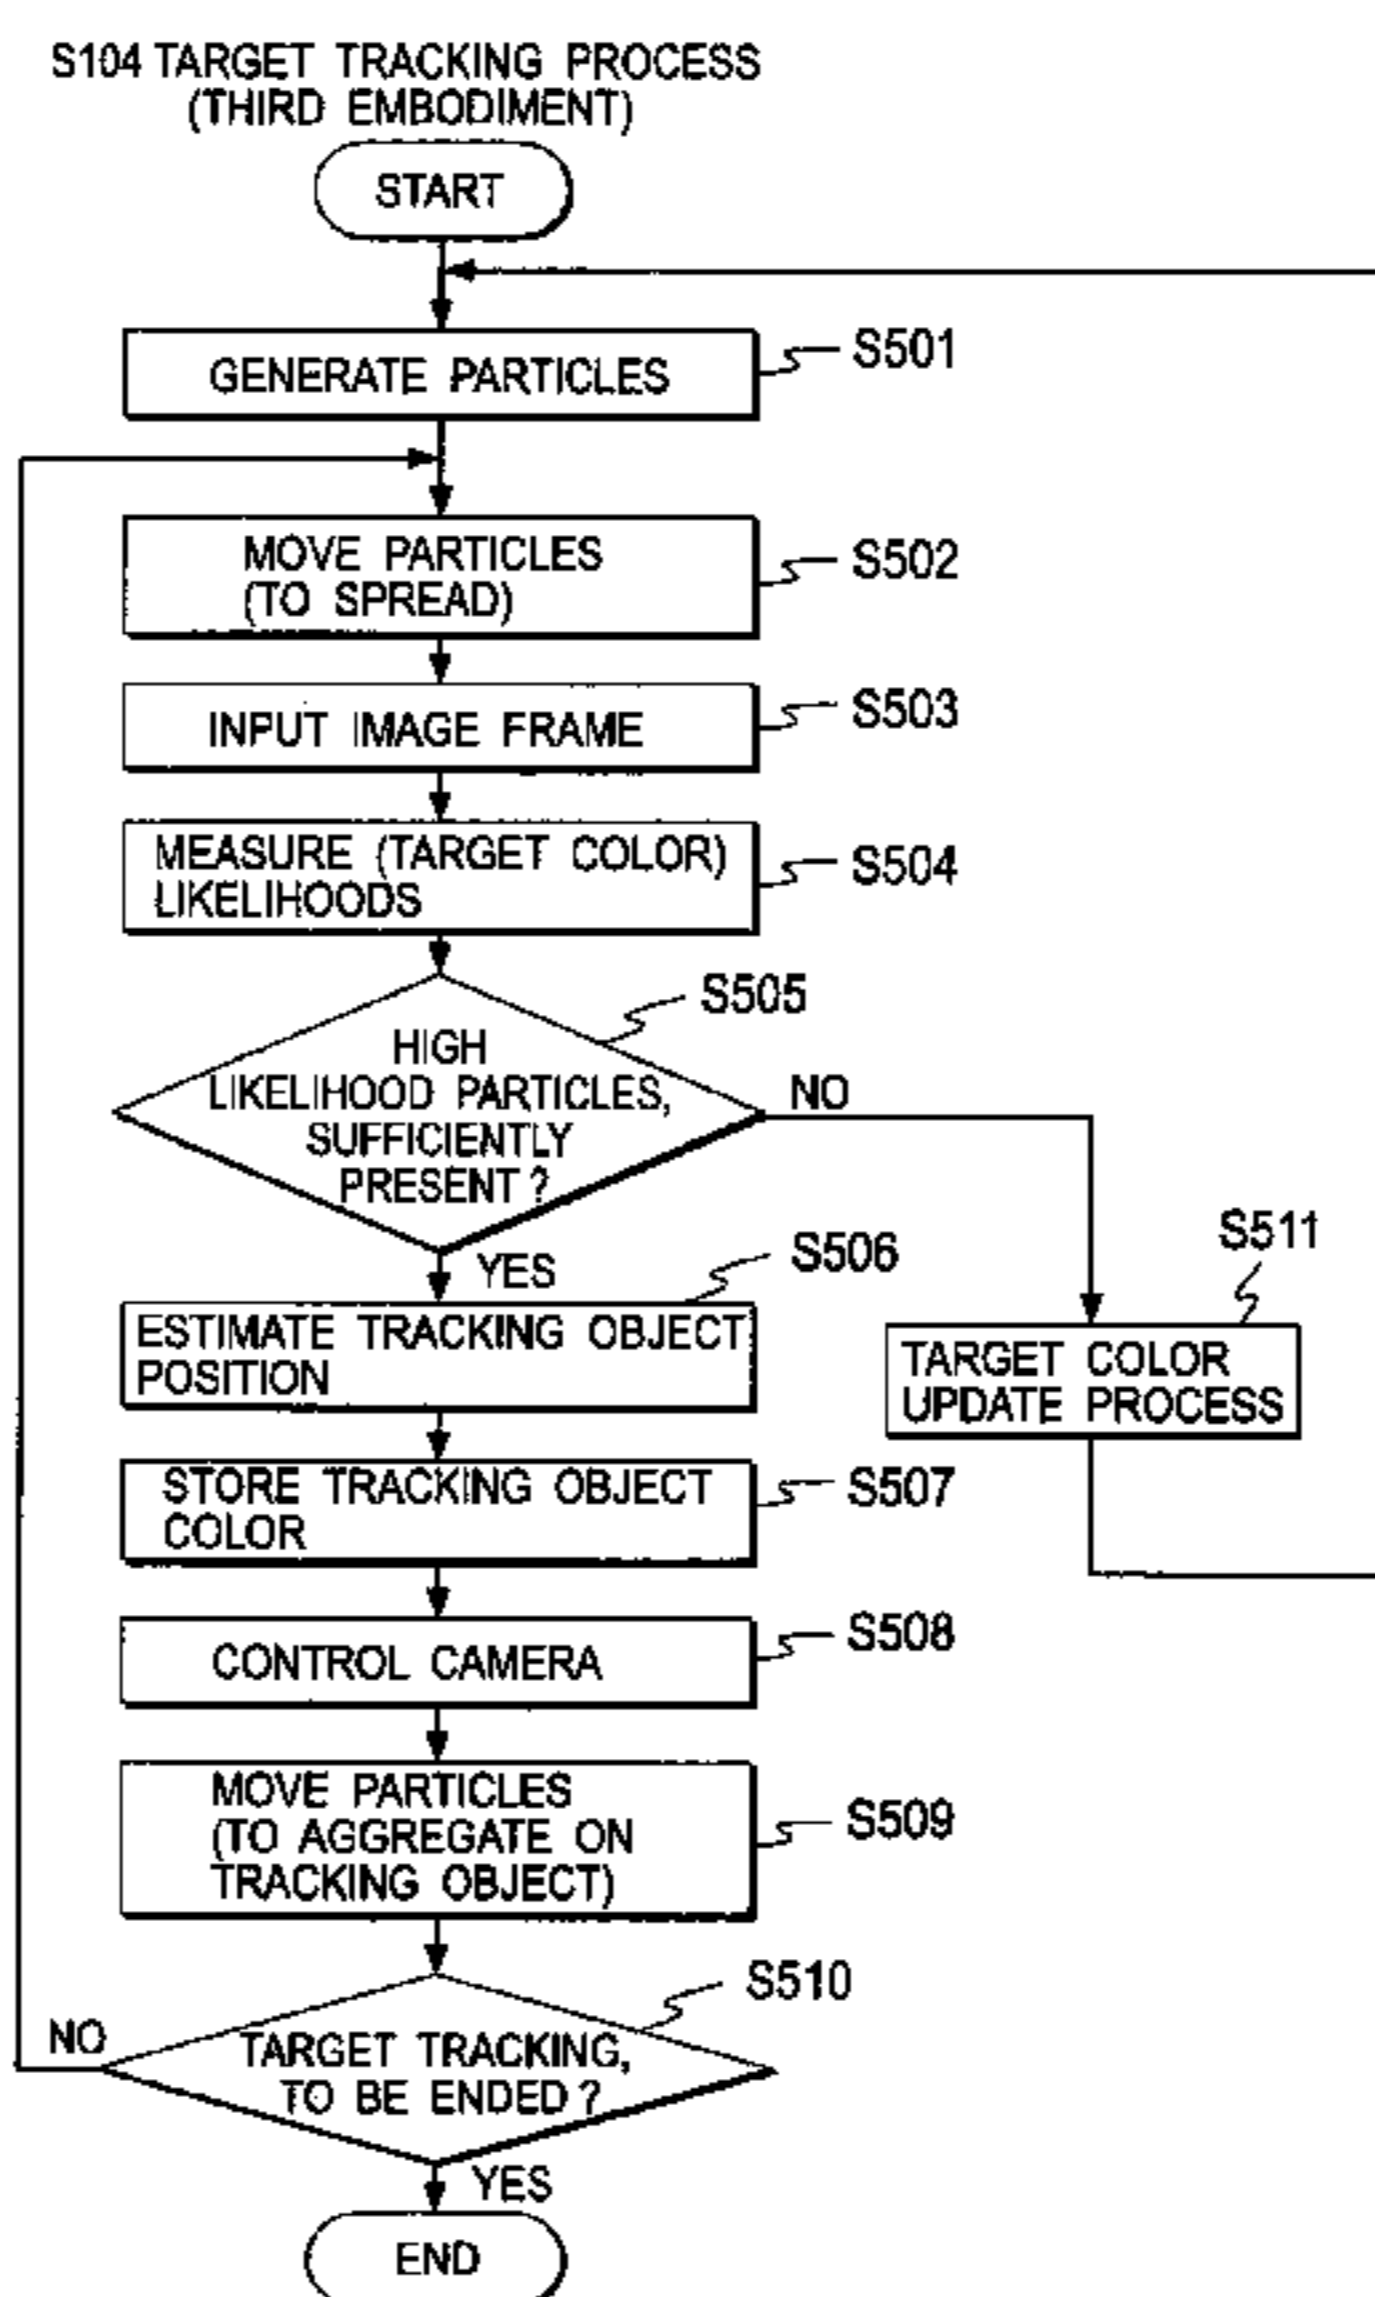 S104 TARGET TRACKING PROCESS
(THIRD EMBODIMENT)
START
GENERATE PARTICLES
S501
MOVE PARTICLES
(TO SPREAD)
S502
INPUT IMAGE FRAME
S503
MEASURE (TARGET COLOR)
LIKELIHOODS
S504
S505
HIGH
LIKELIHOOD PARTICLES,
SUFFICIENTLY
PRESENT ?
NO
YES
S506
S511
ESTIMATE TRACKING OBJECT
POSITION
TARGET COLOR
UPDATE PROCESS
STORE TRACKING OBJECT
COLOR
S507
CONTROL CAMERA
S508
MOVE PARTICLES
(TO AGGREGATE ON
TRACKING OBJECT)
S509
S510
NO
TARGET TRACKING,
TO BE ENDED ?
YES
END